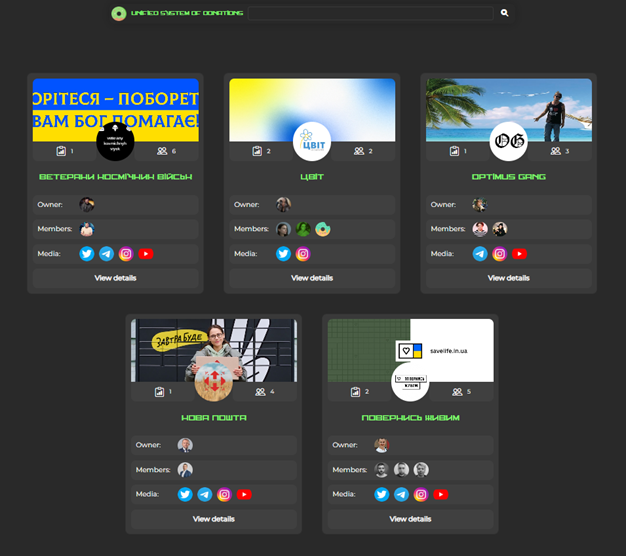 UNIFIED SYSTEM OF DONATIONS
ОРІТЕСЯ – ПОБОРЕТ
ВАМ БОГ ПОМАГАЄ!
veterany
kosmichnyh
viysk
1
6
ВЕТЕРАНИ КОСМІЧНИХ ВІЙСЬК
Owner:
Members:
Media:
View details
ЦВІТ
2
2
ЦВІТ
Owner:
Members:
Media:
View details
OG
1
3
OPTIMUS GANG
Owner:
Members:
Media:
View details
ЗАВТРА БУДЕ
1
4
НОВА ПОШТА
Owner:
Members:
Media:
View details
savelife.in.ua
ПОВЕРНИСЬ
ЖИВИМ
2
5
ПОВЕРНИСЬ ЖИВИМ
Owner:
Members:
Media:
View details